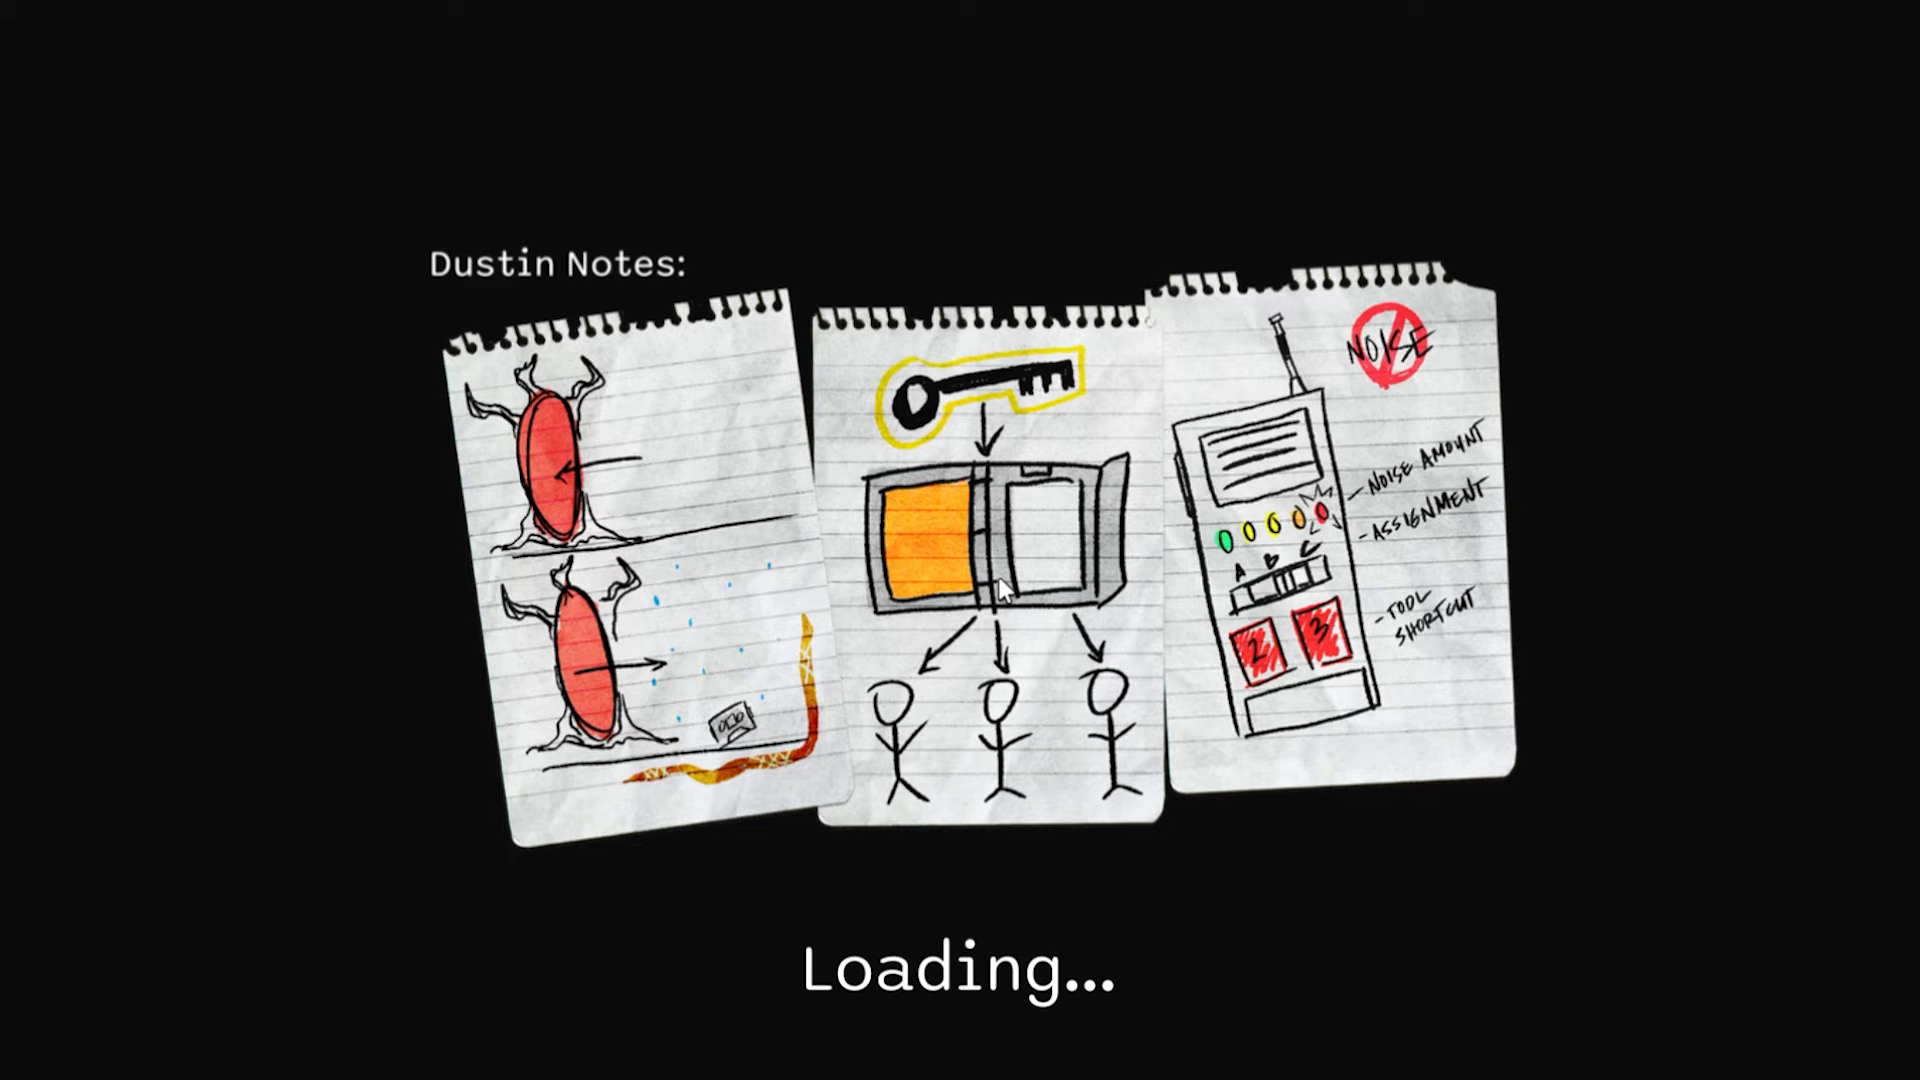 Dustin Notes:
NOISE
NOISE AMOUNT
ASSIGNMENT
A B C
TOOL
SHORTCUT
2 3
Loading...